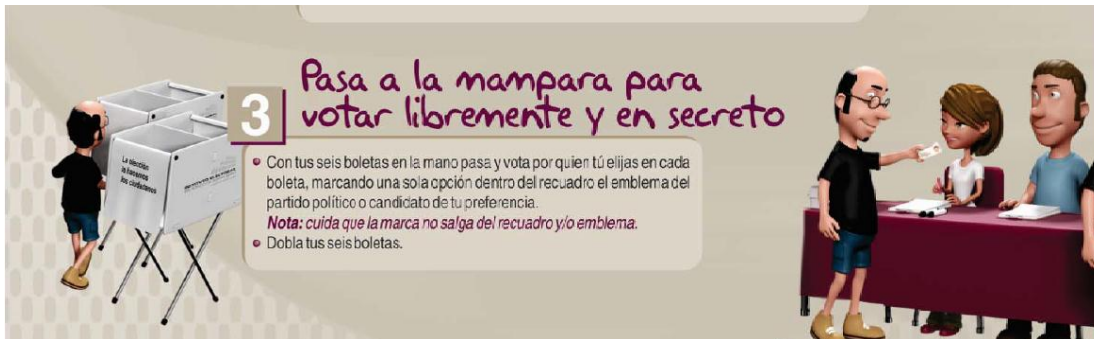 3
Pasa a la mampara para
votar libremente y en secreto
La elección
la hacemos
los ciudadanos
• Con tus seis boletas en la mano pasa y vota por quien tú elijas en cada
boleta, marcando una sola opción dentro del recuadro el emblema del
partido político o candidato de tu preferencia.
Nota: cuida que la marca no salga del recuadro y/o emblema.
• Dobla tus seis boletas.